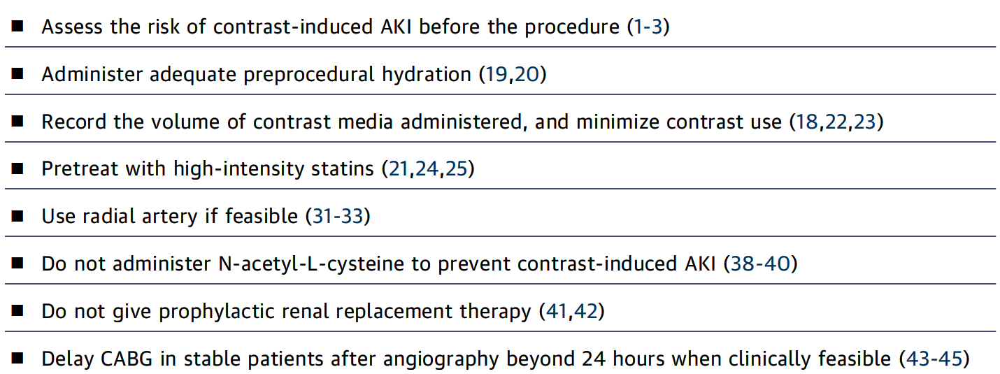 ■ Assess the risk of contrast-induced AKI before the procedure (1-3)
■ Administer adequate preprocedural hydration (19,20)
■ Record the volume of contrast media administered, and minimize contrast use (18,22,23)
■ Pretreat with high-intensity statins (21,24,25)
■ Use radial artery if feasible (31-33)
■ Do not administer N-acetyl-L-cysteine to prevent contrast-induced AKI (38-40)
■ Do not give prophylactic renal replacement therapy (41,42)
■ Delay CABG in stable patients after angiography beyond 24 hours when clinically feasible (43-45)